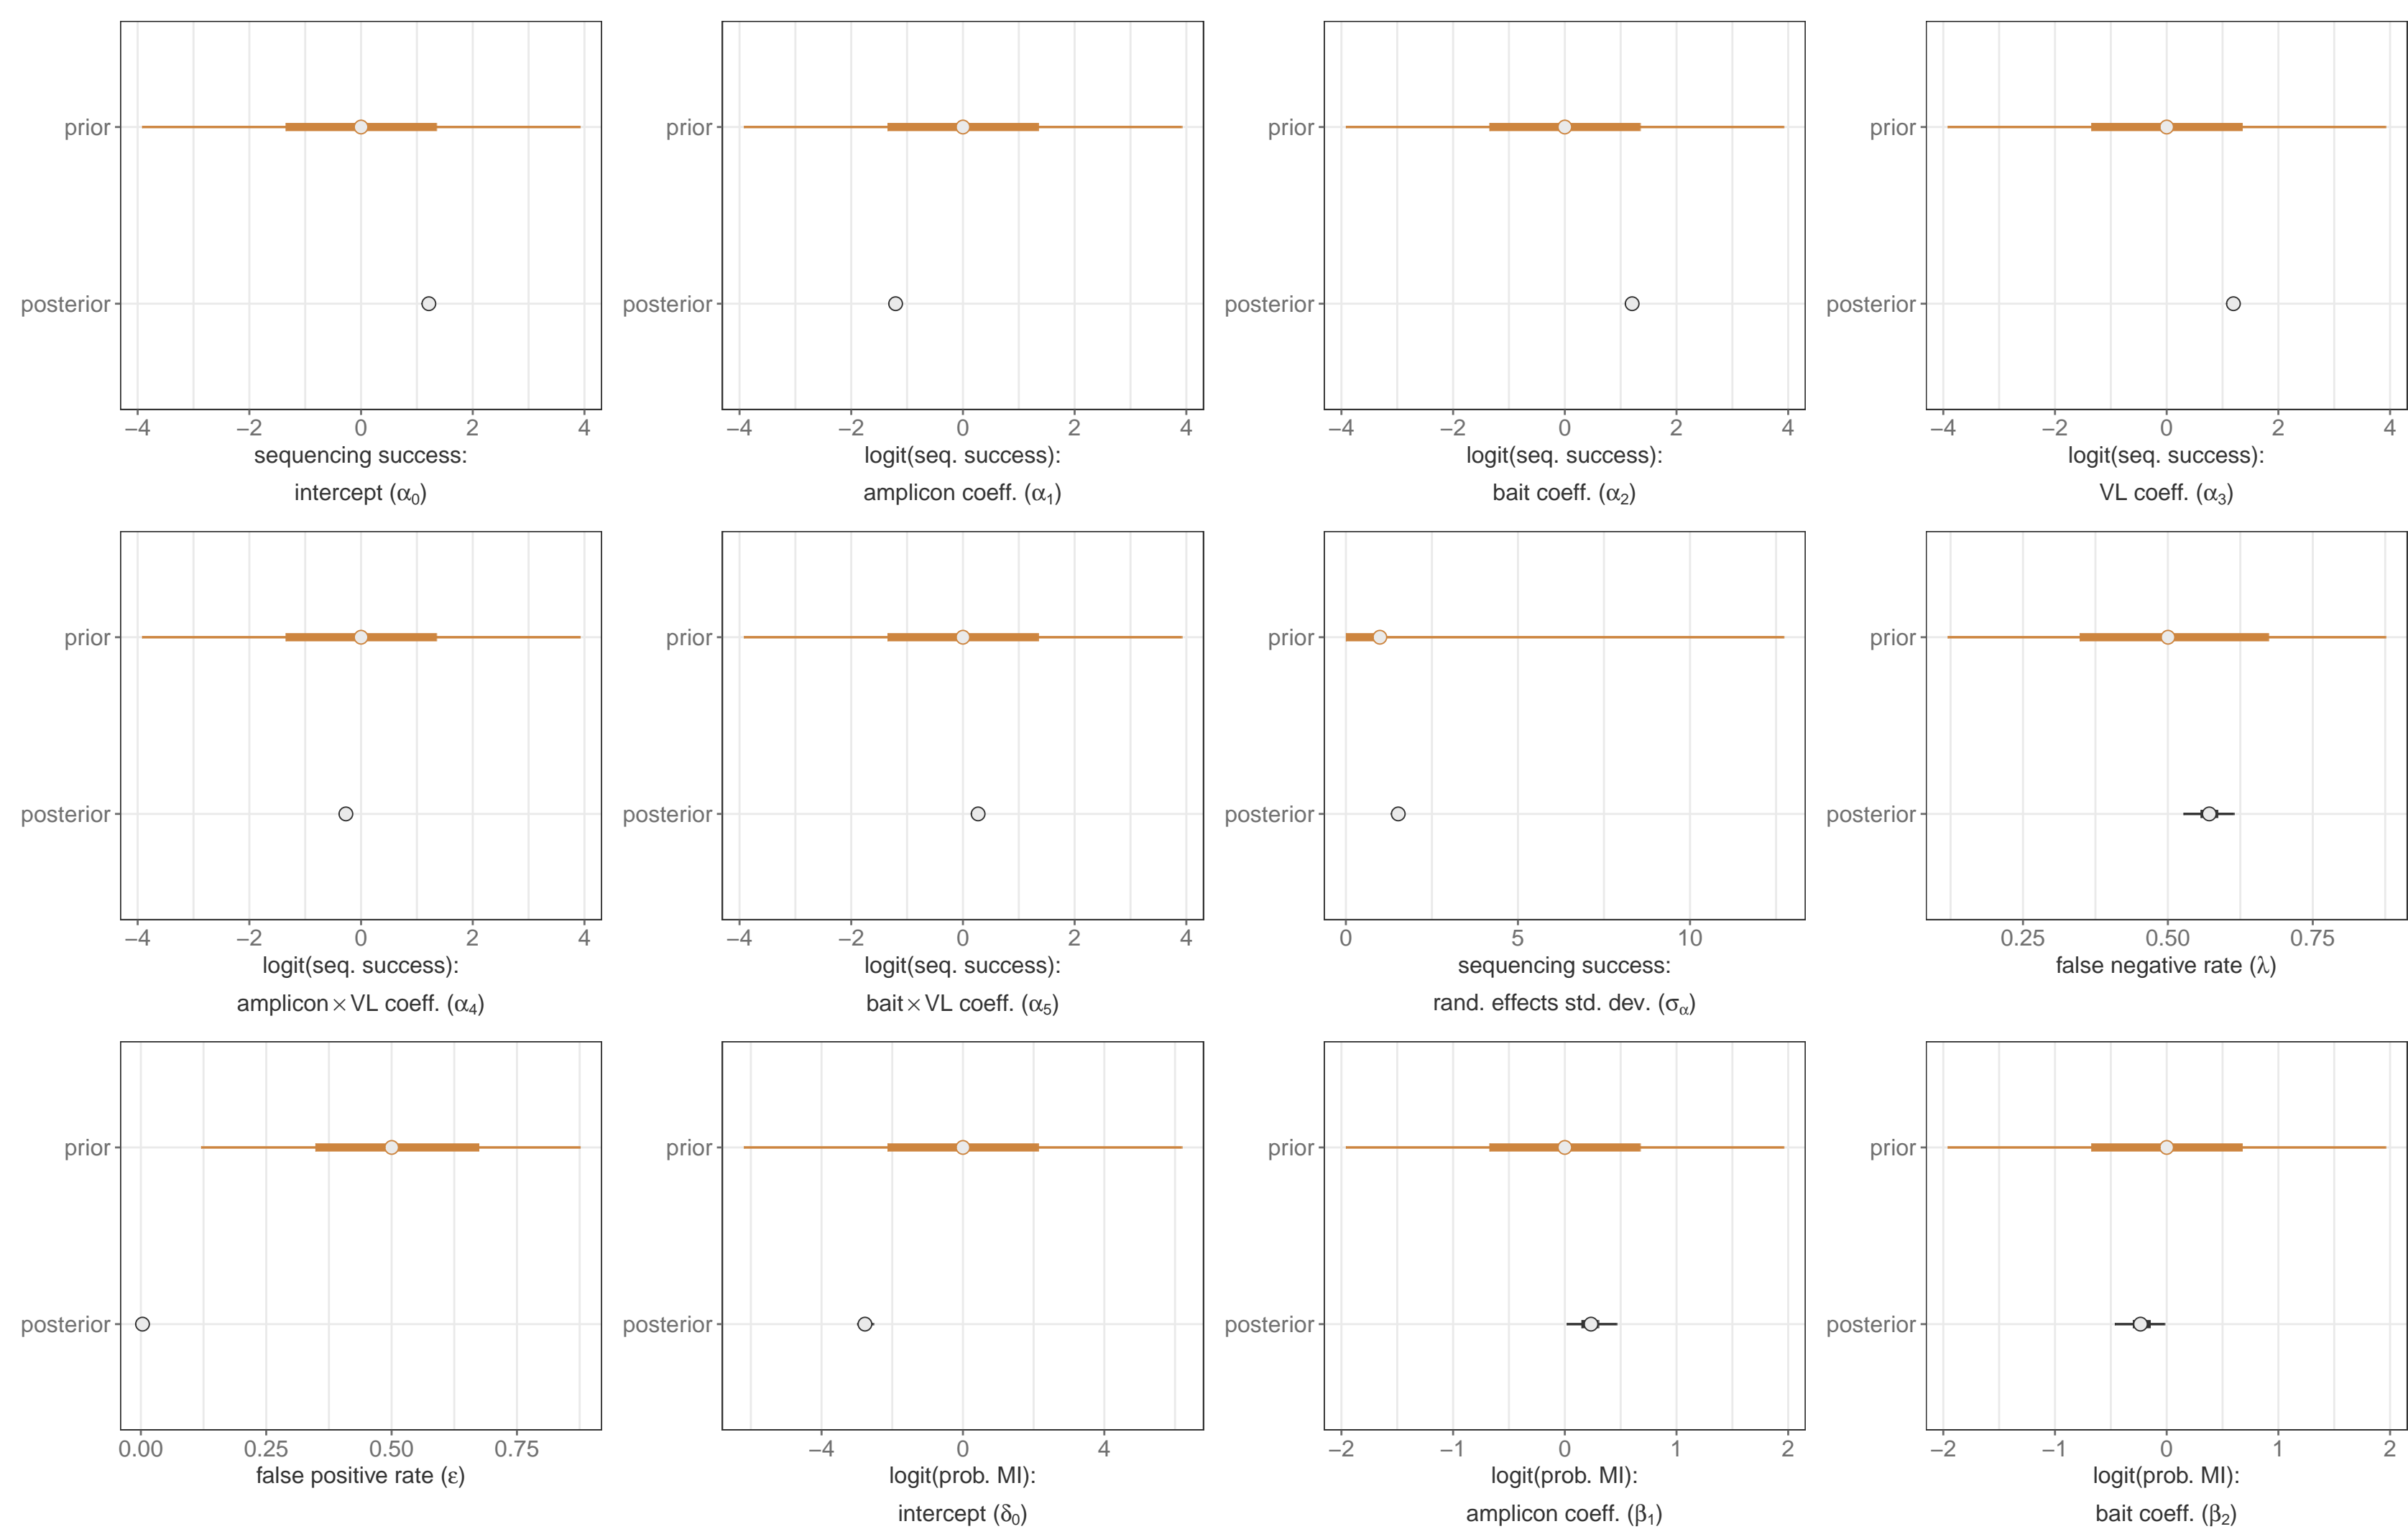 prior
posterior
−4 −2 0 2 4
sequencing success:
intercept (α0)
prior
posterior
−4 −2 0 2 4
logit(seq. success):
amplicon coeff. (α1)
prior
posterior
−4 −2 0 2 4
logit(seq. success):
bait coeff. (α2)
prior
posterior
−4 −2 0 2 4
logit(seq. success):
VL coeff. (α3)
prior
posterior
−4 −2 0 2 4
logit(seq. success):
amplicon×VL coeff. (α4)
prior
posterior
−4 −2 0 2 4
logit(seq. success):
bait×VL coeff. (α5)
prior
posterior
0 5 10
sequencing success:
rand. effects std. dev. (σα)
prior
posterior
0.25 0.50 0.75
false negative rate (λ)
prior
posterior
0.00 0.25 0.50 0.75
false positive rate (ε)
prior
posterior
−4 0 4
logit(prob. MI):
intercept (δ0)
prior
posterior
−2 −1 0 1 2
logit(prob. MI):
amplicon coeff. (β1)
prior
posterior
−2 −1 0 1 2
logit(prob. MI):
bait coeff. (β2)